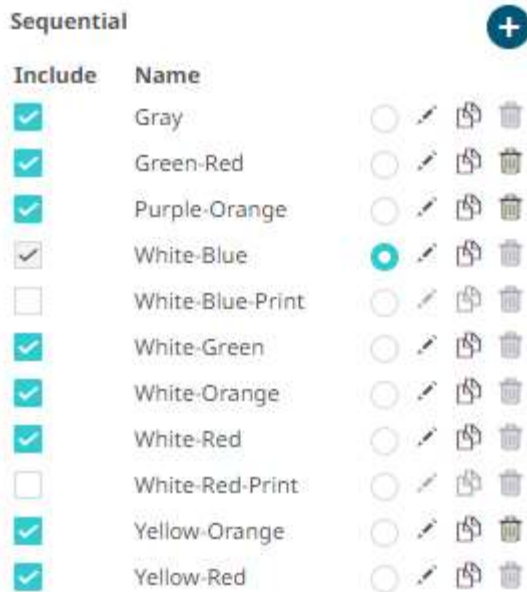 Sequential
Include Name
Gray
Green-Red
Purple-Orange
White-Blue
White-Blue-Print
White-Green
White-Orange
White-Red
White-Red-Print
Yellow-Orange
Yellow-Red